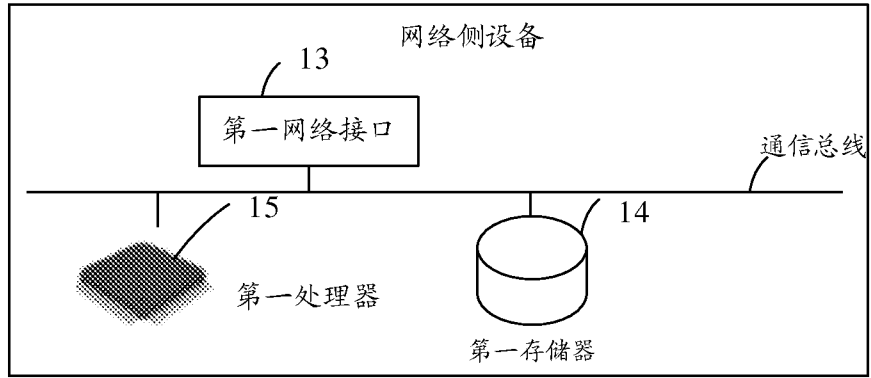 网络侧设备
13
第一网络接口
通信总线
15
14
第一处理器
第一存储器